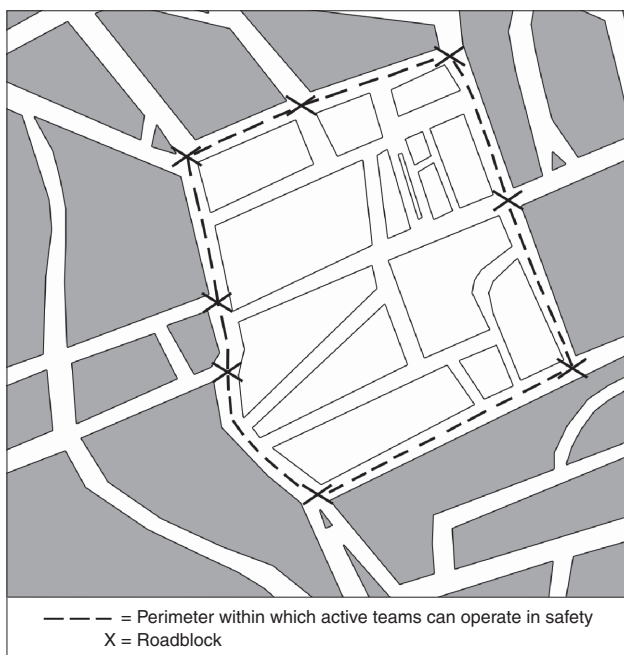 — — — = Perimeter within which active teams can operate in safety
X = Roadblock